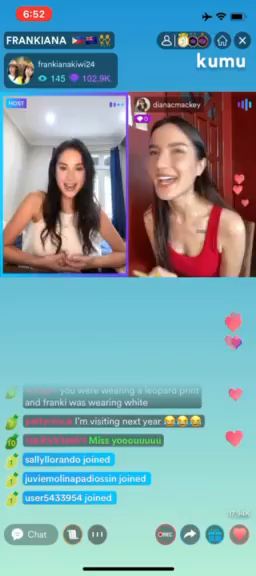 6:52
FRANKIANA
kumu
frankianakiwi24
145 102.9K
HOST
dianacmackey
0
you were wearing a leopard print
and franki was wearing white
I'm visiting next year
Miss yooouuuuu
sallyllorando joined
juviemolinapadiossin joined
user5433954 joined
Chat